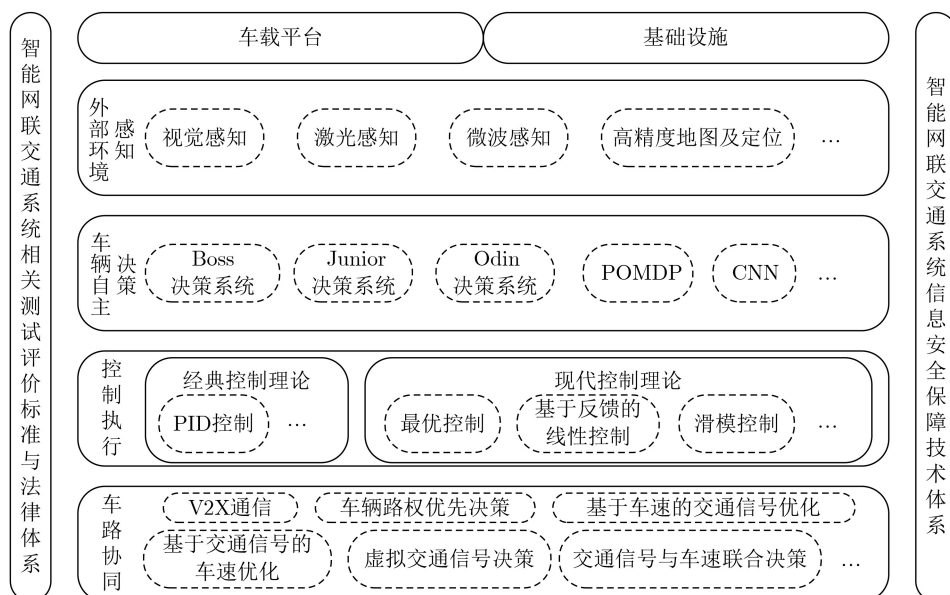 智能网联交通系统相关测试评价标准与法律体系
车载平台
基础设施
外部环境
感知
视觉感知
激光感知
微波感知
高精度地图及定位
…
车辆自主
决策
Boss
决策系统
Junior
决策系统
Odin
决策系统
POMDP
CNN
…
控制执行
经典控制理论
PID控制
…
现代控制理论
最优控制
基于反馈的
线性控制
滑模控制
…
车路协同
V2X通信
车辆路权优先决策
基于车速的交通信号优化
基于交通信号的
车速优化
虚拟交通信号决策
交通信号与车速联合决策
…
智能网联交通系统信息安全保障技术体系